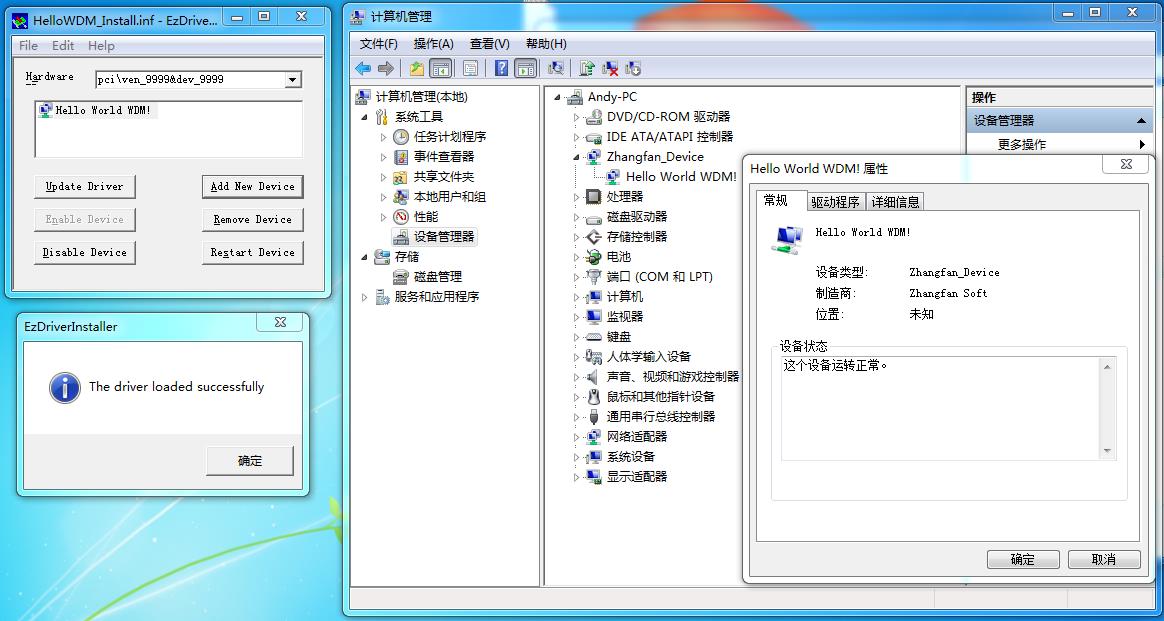 HelloWDM_Install.inf - EzDrive...
File Edit Help
Hardware pci\ven_9999&dev_9999
Hello World WDM!
Update Driver Add New Device
Enable Device Remove Device
Disable Device Restart Device
EzDriverInstaller
The driver loaded successfully
确定
计算机管理
文件(F) 操作(A) 查看(V) 帮助(H)
计算机管理(本地)
系统工具
任务计划程序
事件查看器
共享文件夹
本地用户和组
性能
设备管理器
存储
磁盘管理
服务和应用程序
Andy-PC
DVD/CD-ROM 驱动器
IDE ATA/ATAPI 控制器
Zhangfan_Device
Hello World WDM!
处理器
磁盘驱动器
存储控制器
电池
端口 (COM 和 LPT)
计算机
监视器
键盘
人体学输入设备
声音、视频和游戏控制器
鼠标和其他指针设备
通用串行总线控制器
网络适配器
系统设备
显示适配器
操作
设备管理器
更多操作
Hello World WDM! 属性
常规 驱动程序 详细信息
Hello World WDM!
设备类型: Zhangfan_Device
制造商: Zhangfan Soft
位置: 未知
设备状态
这个设备运转正常。
确定 取消